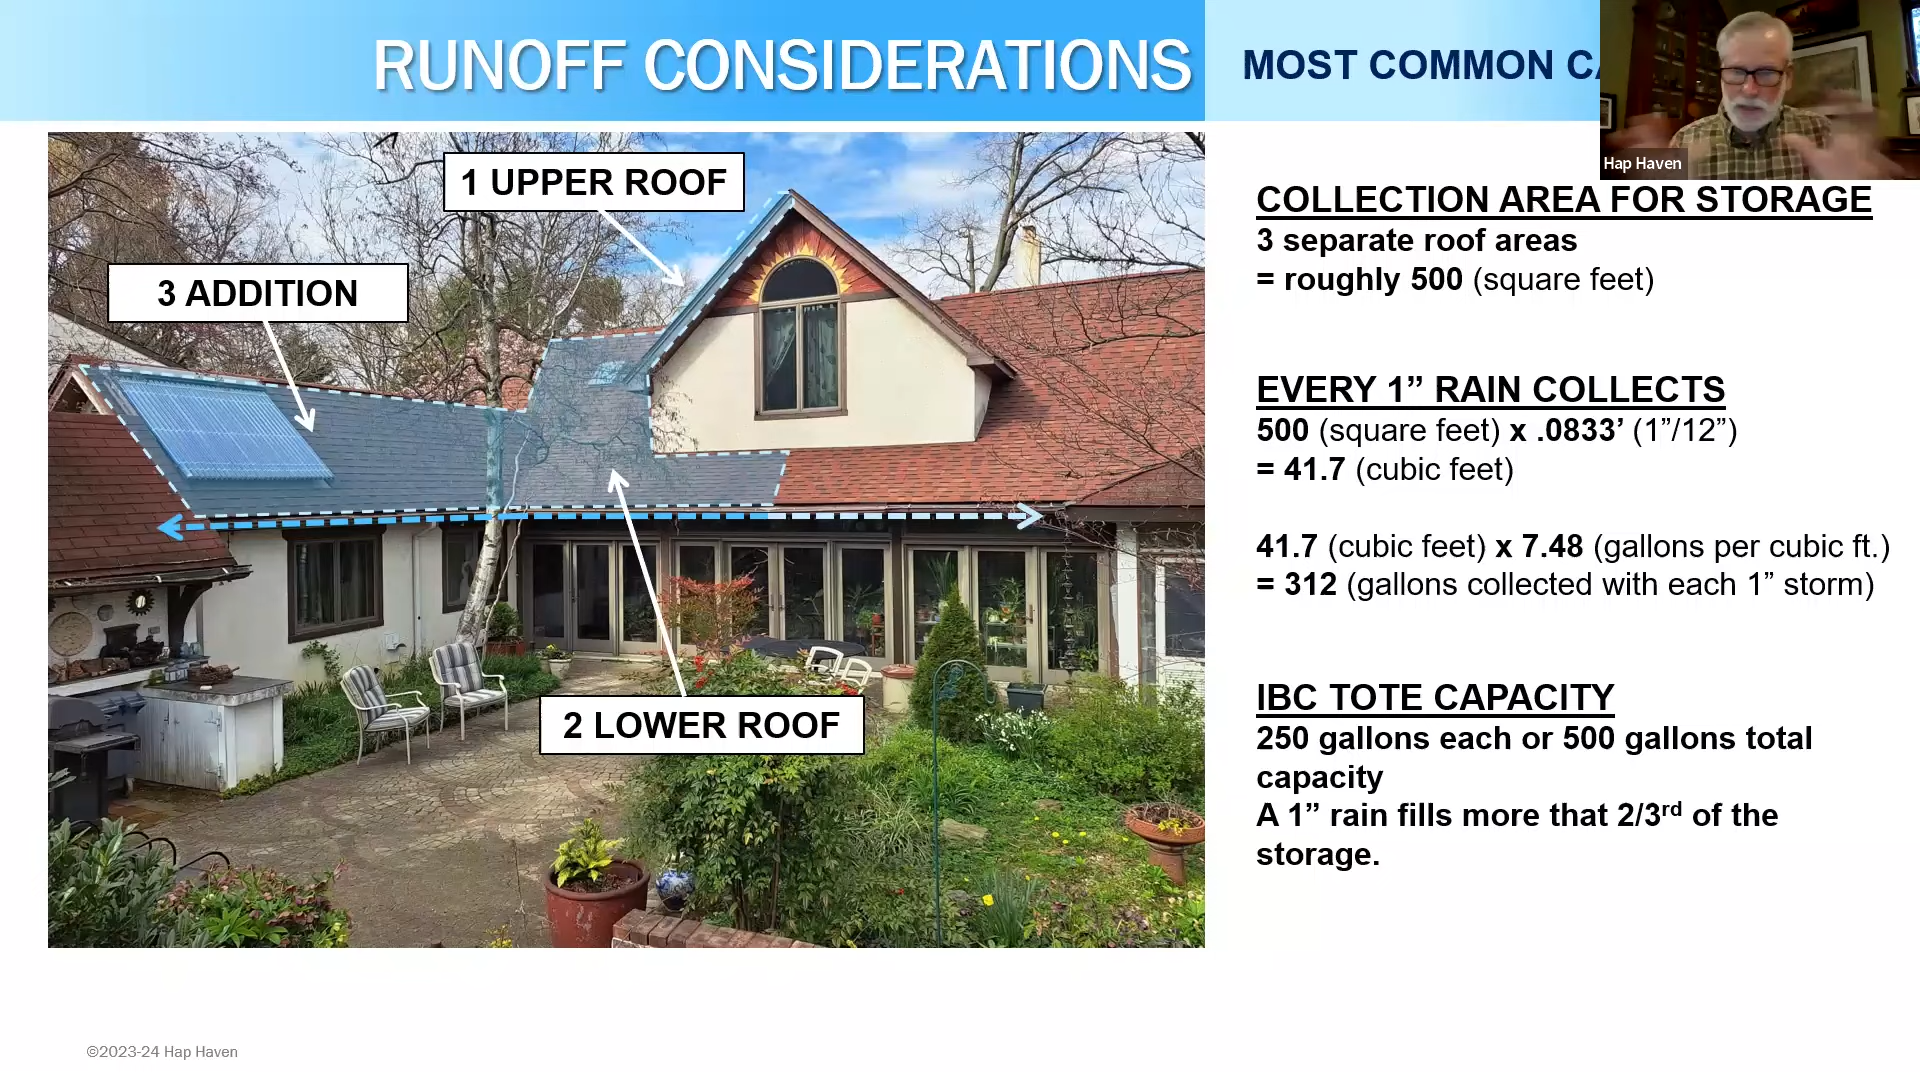 RUNOFF CONSIDERATIONS
MOST COMMON
Hap Haven
1 UPPER ROOF
3 ADDITION
2 LOWER ROOF
COLLECTION AREA FOR STORAGE
3 separate roof areas
= roughly 500 (square feet)
EVERY 1” RAIN COLLECTS
500 (square feet) x .0833’ (1”/12”)
= 41.7 (cubic feet)
41.7 (cubic feet) x 7.48 (gallons per cubic ft.)
= 312 (gallons collected with each 1” storm)
IBC TOTE CAPACITY
250 gallons each or 500 gallons total
capacity
A 1” rain fills more that 2/3rd of the
storage.
©2023-24 Hap Haven